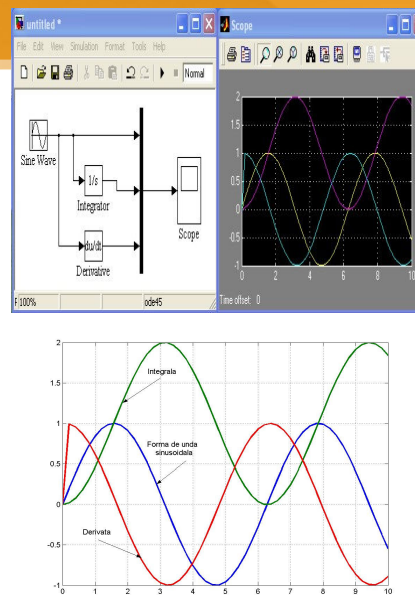 untitled *
File Edit View Simulation Format Tools Help
Normal
Sine Wave
1/s
Integrator
du/dt
Derivative
Scope
100%
ode45
Scope
2
1.5
1
0.5
0
-0.5
-1
0 2 4 6 8 10
Time offset: 0
2
1.5
1
0.5
0
-0.5
-1
0 1 2 3 4 5 6 7 8 9 10
Integrala
Forma de unda
sinusoidala
Derivata